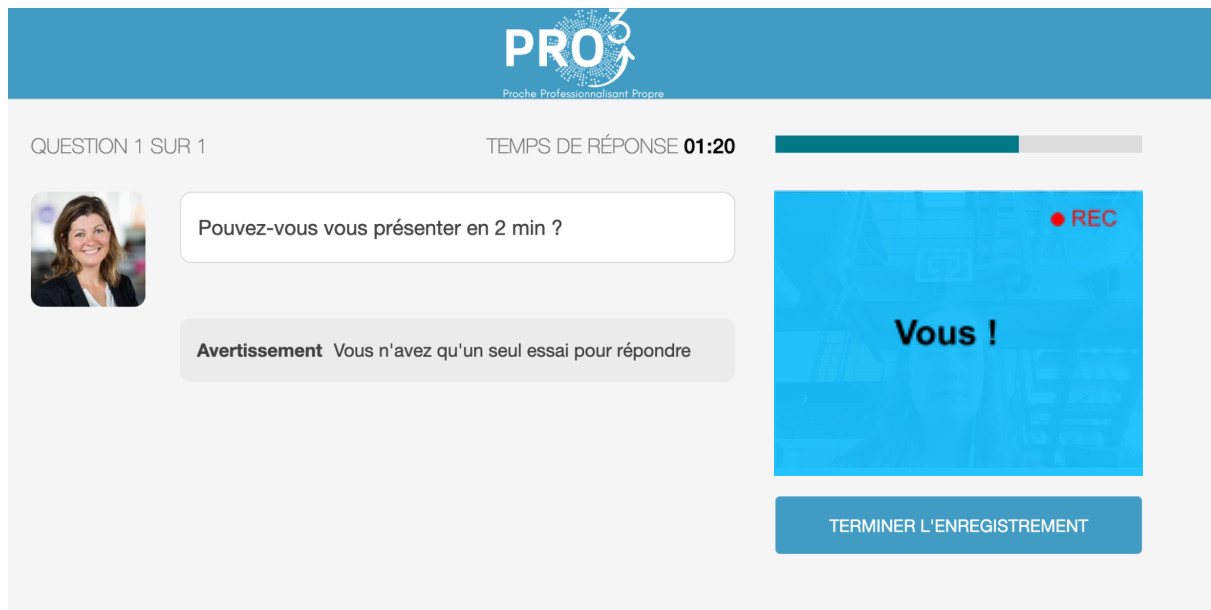 PRO3
Proche Professionnalisant Propre
QUESTION 1 SUR 1
TEMPS DE RÉPONSE 01:20
Pouvez-vous vous présenter en 2 min ?
Avertissement Vous n'avez qu'un seul essai pour répondre
REC
Vous !
TERMINER L'ENREGISTREMENT